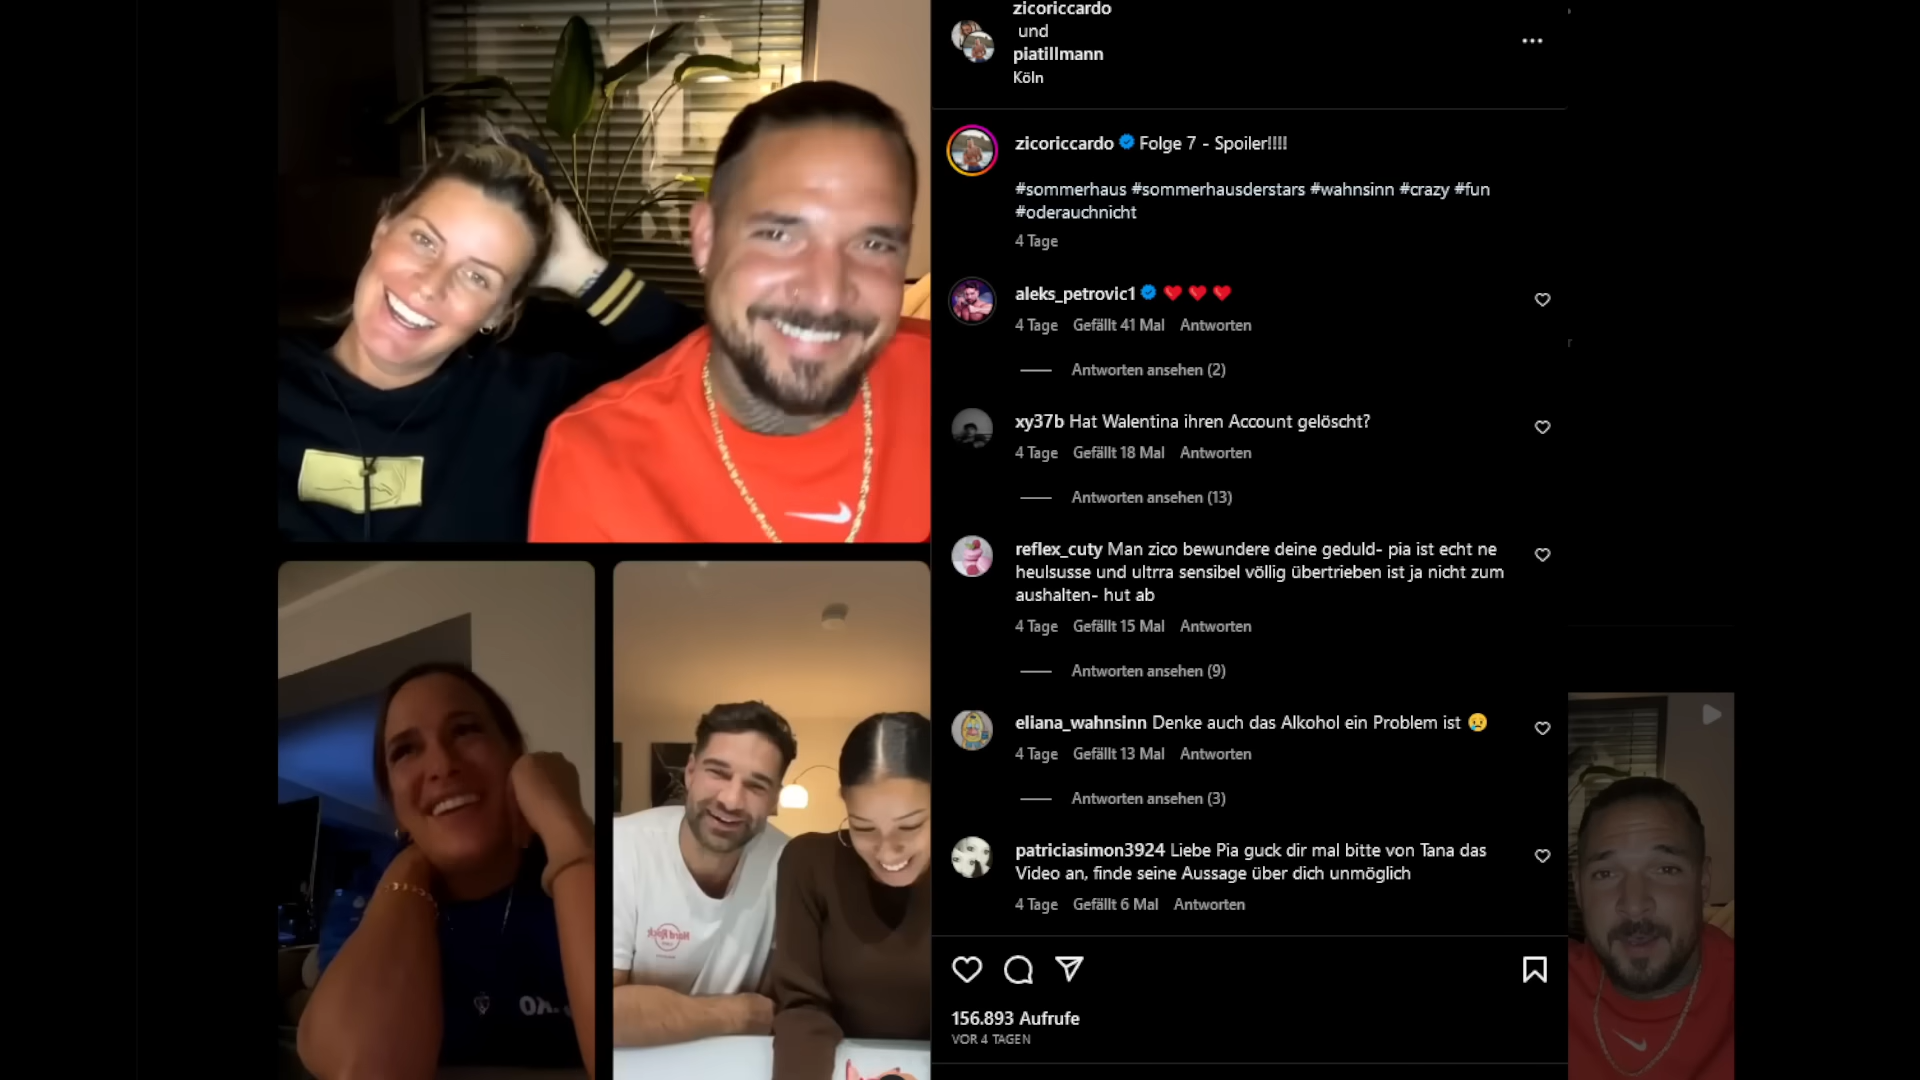 zicoriccardo
und
piatillmann
Köln
zicoriccardo Folge 7 - Spoiler!!!!
#sommerhaus #sommerhausderstars #wahnsinn #crazy #fun
#oderauchnicht
4 Tage
aleks_petrovic1
4 Tage Gefällt 41 Mal Antworten
Antworten ansehen (2)
xy37b Hat Walentina ihren Account gelöscht?
4 Tage Gefällt 18 Mal Antworten
Antworten ansehen (13)
reflex_cuty Man zico bewundere deine geduld- pia ist echt ne
heulsusse und ultrra sensibel völlig übertrieben ist ja nicht zum
aushalten- hut ab
4 Tage Gefällt 15 Mal Antworten
Antworten ansehen (9)
eliana_wahnsinn Denke auch das Alkohol ein Problem ist 😢
4 Tage Gefällt 13 Mal Antworten
Antworten ansehen (3)
patriciasimon3924 Liebe Pia guck dir mal bitte von Tana das
Video an, finde seine Aussage über dich unmöglich
4 Tage Gefällt 6 Mal Antworten
156.893 Aufrufe
VOR 4 TAGEN
Hard Rock